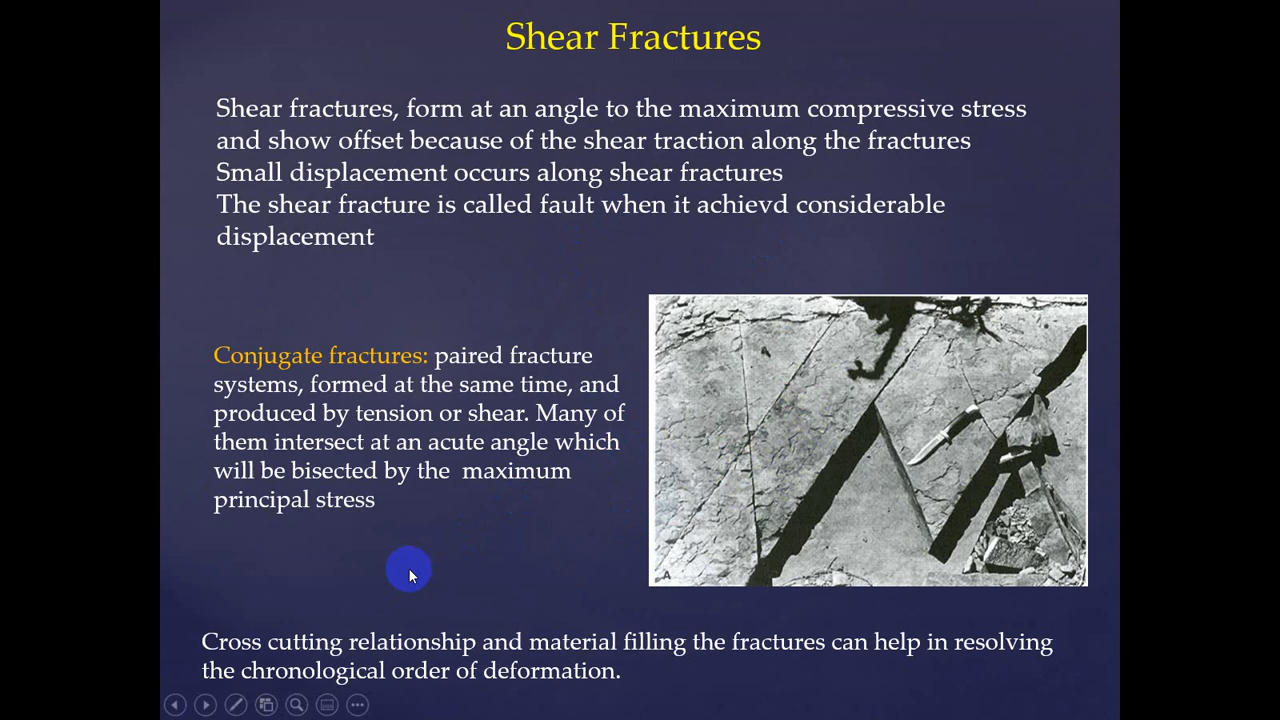 Shear Fractures
Shear fractures, form at an angle to the maximum compressive stress
and show offset because of the shear traction along the fractures
Small displacement occurs along shear fractures
The shear fracture is called fault when it achievd considerable
displacement
Conjugate fractures: paired fracture
systems, formed at the same time, and
produced by tension or shear. Many of
them intersect at an acute angle which
will be bisected by the maximum
principal stress
A
Cross cutting relationship and material filling the fractures can help in resolving
the chronological order of deformation.